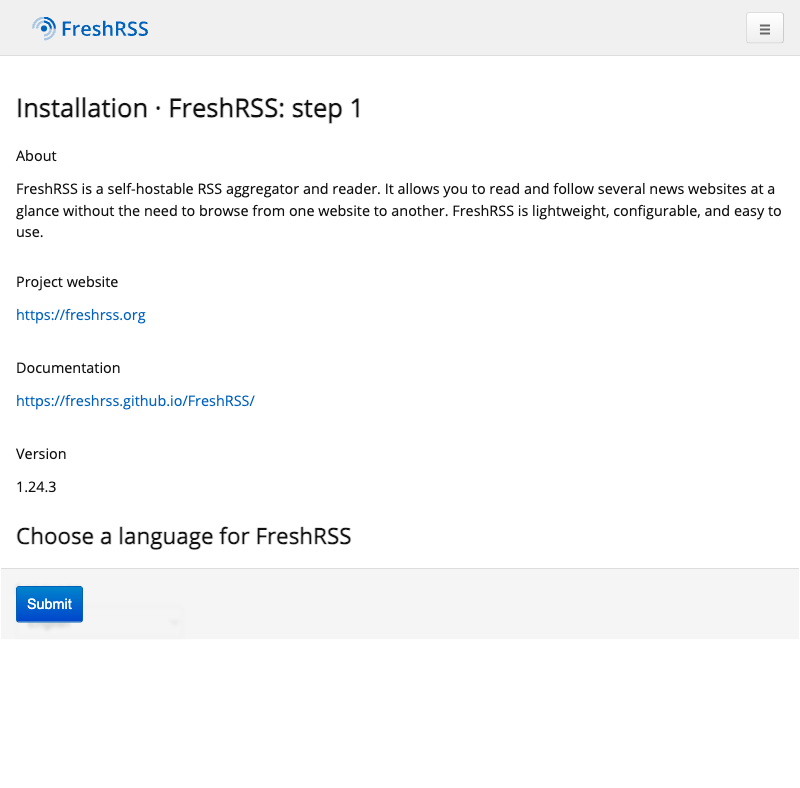 FreshRSS
Installation · FreshRSS: step 1
About
FreshRSS is a self-hostable RSS aggregator and reader. It allows you to read and follow several news websites at a
glance without the need to browse from one website to another. FreshRSS is lightweight, configurable, and easy to
use.
Project website
https://freshrss.org
Documentation
https://freshrss.github.io/FreshRSS/
Version
1.24.3
Choose a language for FreshRSS
Submit